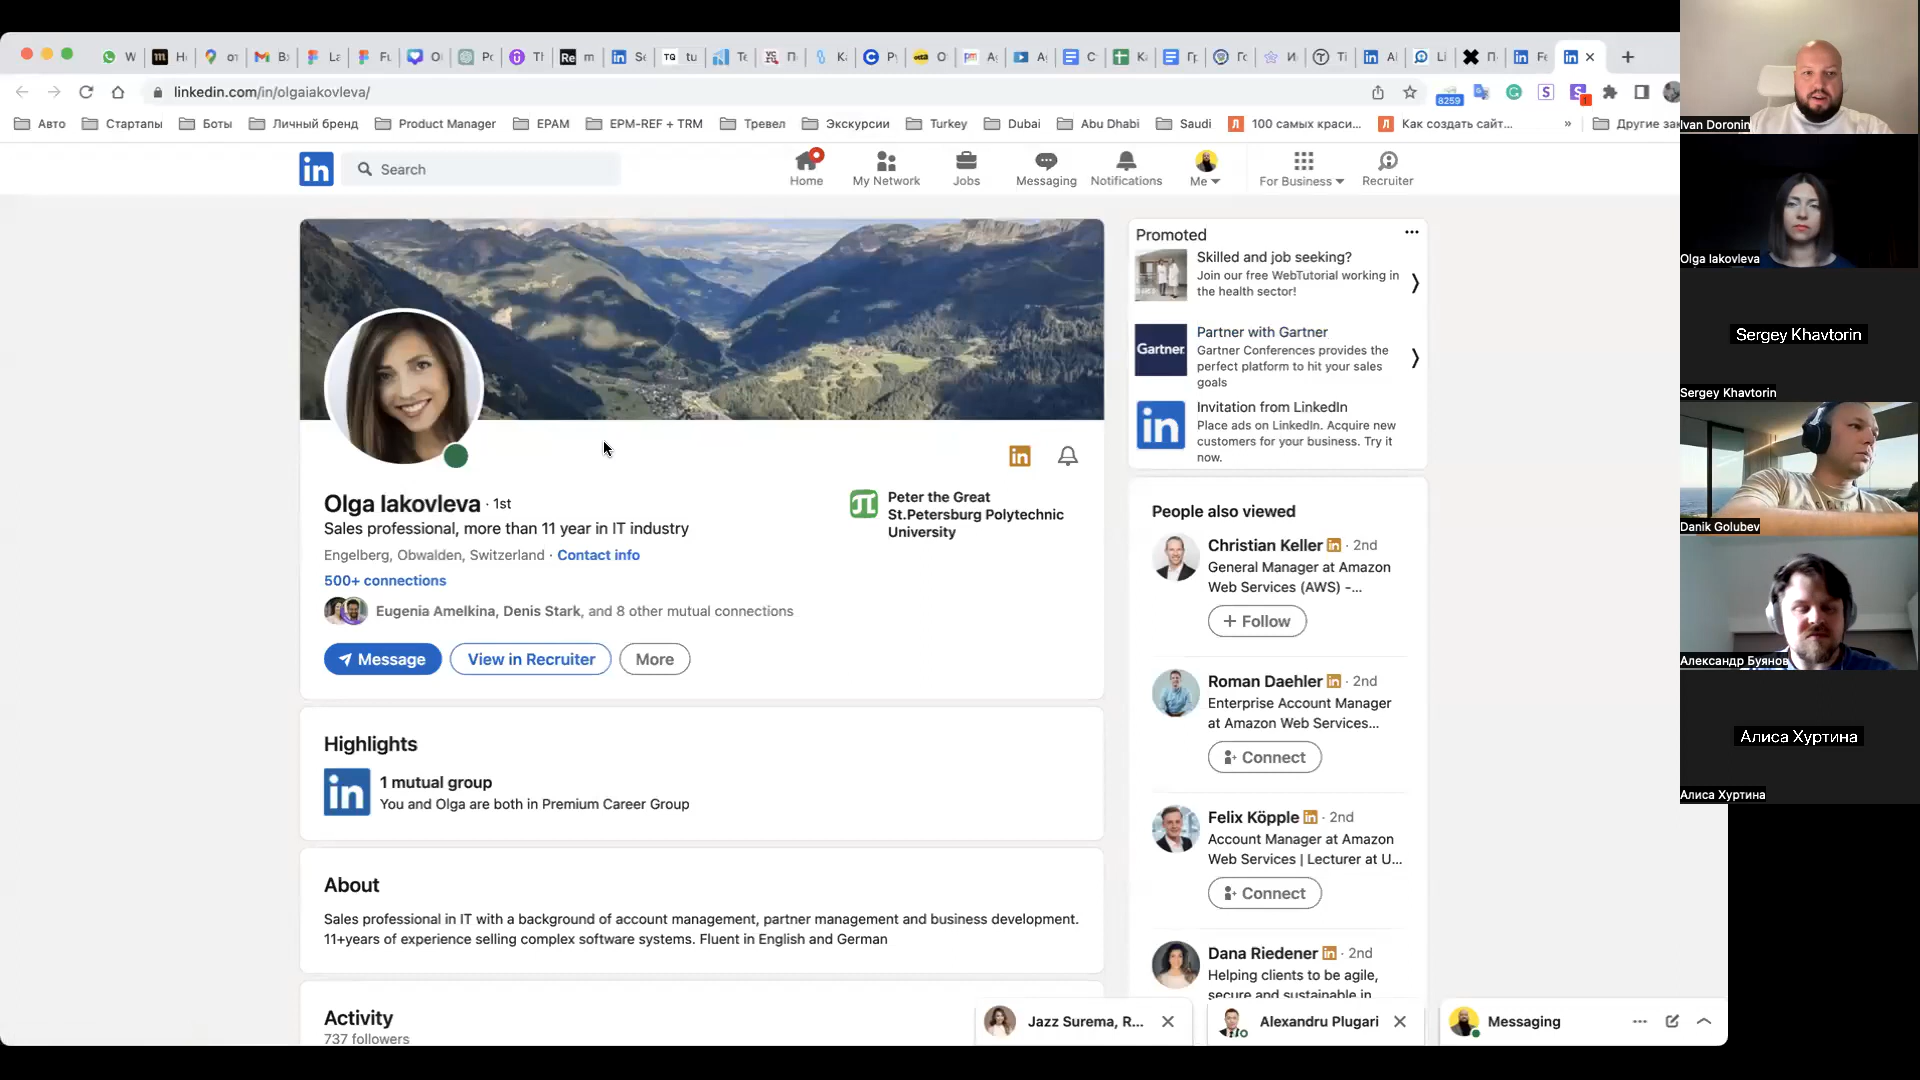 linkedin.com/in/olgaiakovleva/
8259
1
Авто
Стартапы
Боты
Личный бренд
Product Manager
EPAM
EPM-REF + TRM
Тревел
Экскурсии
Turkey
Dubai
Abu Dhabi
Saudi
100 самых краси...
Как создать сайт...
»
Другие зак
Search
Home
My Network
Jobs
Messaging
Notifications
Me
For Business
Recruiter
Olga Iakovleva · 1st
Sales professional, more than 11 year in IT industry
Engelberg, Obwalden, Switzerland · Contact info
500+ connections
Eugenia Amelkina, Denis Stark, and 8 other mutual connections
Message
View in Recruiter
More
Peter the Great
St.Petersburg Polytechnic
University
Highlights
1 mutual group
You and Olga are both in Premium Career Group
About
Sales professional in IT with a background of account management, partner management and business development.
11+years of experience selling complex software systems. Fluent in English and German
Activity
737 followers
Promoted
Skilled and job seeking?
Join our free WebTutorial working in
the health sector!
Gartner
Partner with Gartner
Gartner Conferences provides the
perfect platform to hit your sales
goals
Invitation from LinkedIn
Place ads on LinkedIn. Acquire new
customers for your business. Try it
now.
People also viewed
Christian Keller · 2nd
General Manager at Amazon
Web Services (AWS) –...
+ Follow
Roman Daehler · 2nd
Enterprise Account Manager
at Amazon Web Services...
Connect
Felix Köpple · 2nd
Account Manager at Amazon
Web Services | Lecturer at U...
Connect
Dana Riedener · 2nd
Helping clients to be agile,
secure and sustainable in
Jazz Surema, R...
Alexandru Plugari
Messaging
Ivan Doronin
Olga Iakovleva
Sergey Khavtorin
Sergey Khavtorin
Danik Golubev
Александр Буянов
Алиса Хуртина
Алиса Хуртина